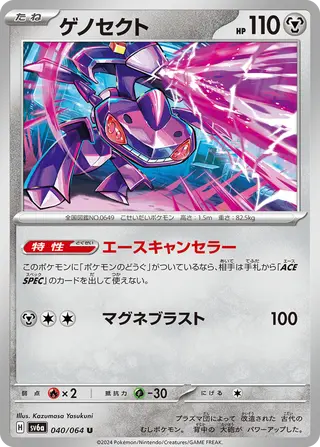 たね
ゲノセクト
HP 110
全国図鑑NO.0649 こせいだいポケモン 高さ:1.5m 重さ:82.5kg
特性 とくせい
エースキャンセラー
このポケモンに「ポケモンのどうぐ」がついているなら、相手は手札から「ACE
SPEC」のカードを出して使えない。
マグネブラスト 100
弱点 ×2 抵抗力 -30 にげる
Illus. Kazumasa Yasukuni
H sv6a 040/064 U
プラズマ団によって改造された古代の
むしポケモン。背中の砲台がパワーアップした。
©2024 Pokémon/Nintendo/Creatures/GAME FREAK.